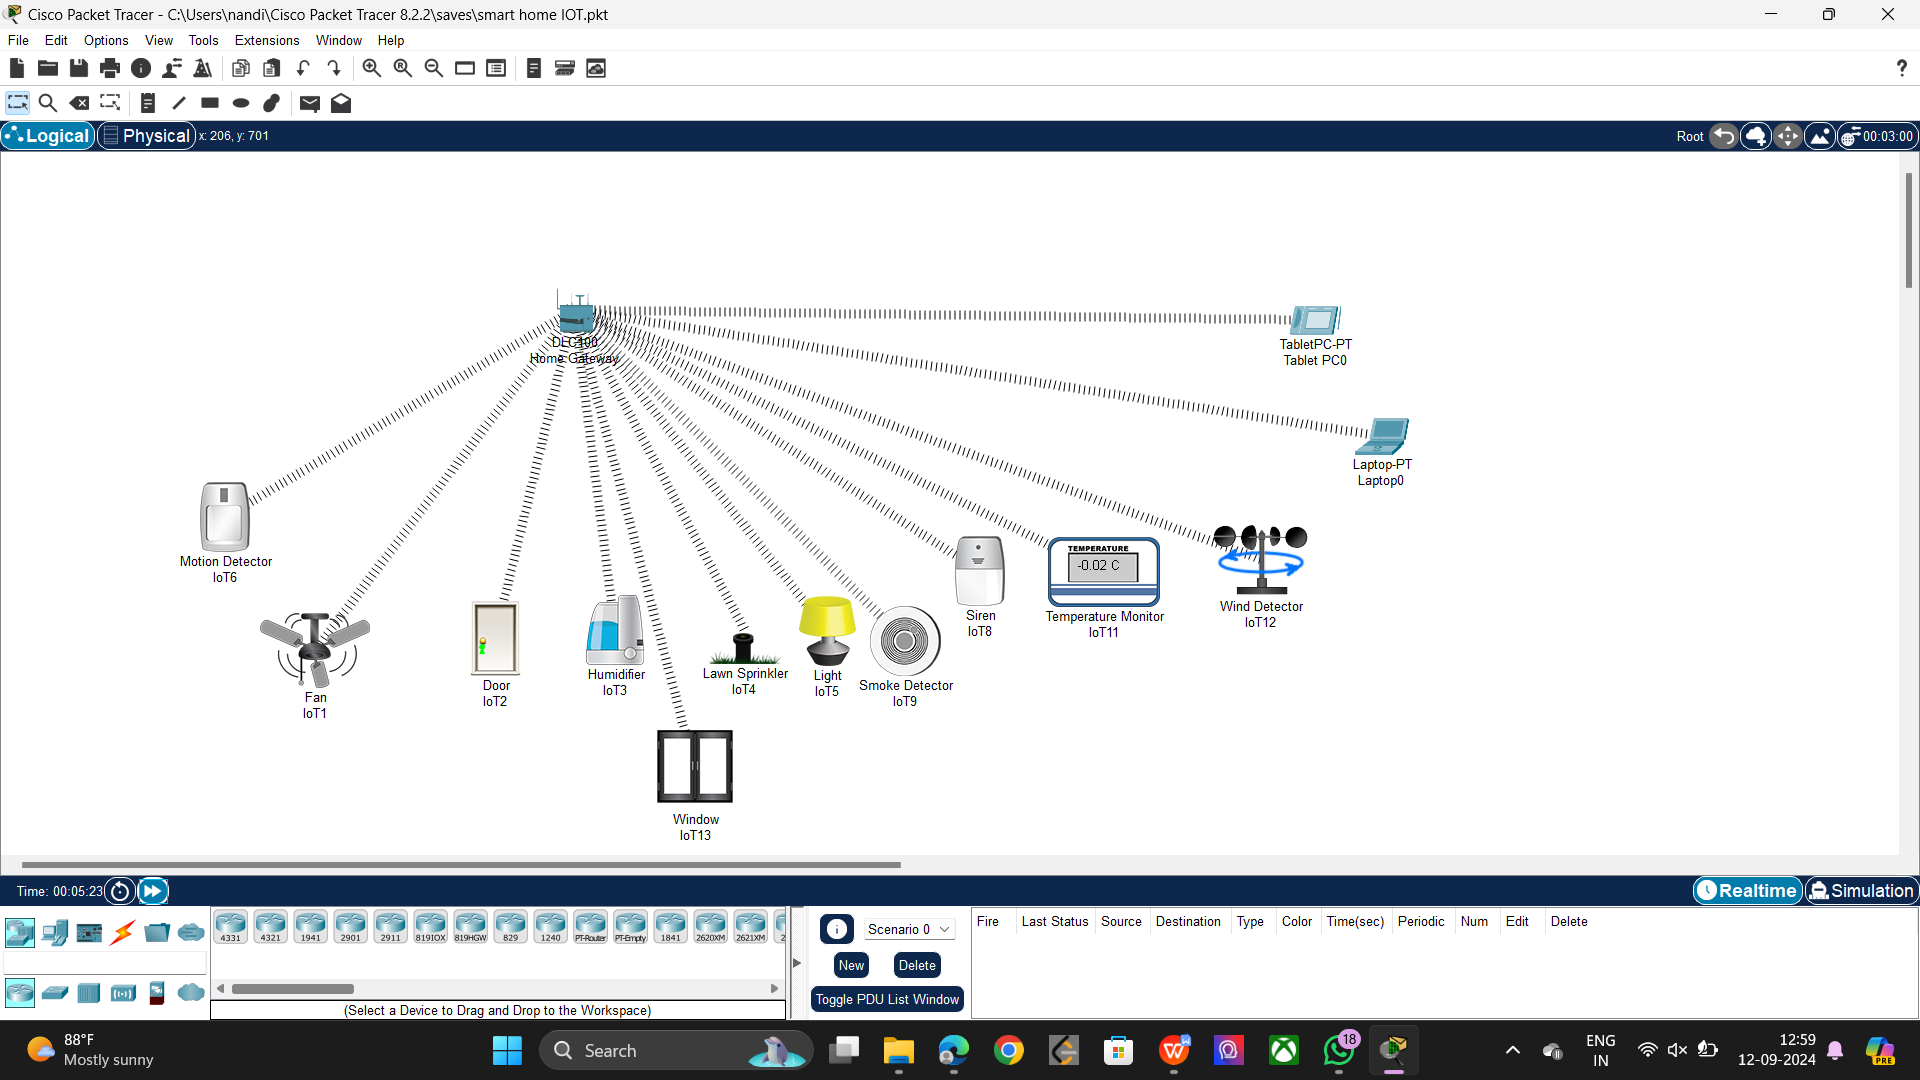 Cisco Packet Tracer - C:\Users\nandi\Cisco Packet Tracer 8.2.2\saves\smart home IOT.pkt
File Edit Options View Tools Extensions Window Help
?
Logical Physical x: 206, y: 701 Root 00:03:00
DLC100
Home Gateway
TabletPC-PT
Tablet PC0
Laptop-PT
Laptop0
Motion Detector
IoT6
Fan
IoT1
Door
IoT2
Humidifier
IoT3
Lawn Sprinkler
IoT4
Light
IoT5
Smoke Detector
IoT9
Siren
IoT8
TEMPERATURE
-0.02 C
Temperature Monitor
IoT11
Wind Detector
IoT12
Window
IoT13
Time: 00:05:23 Realtime Simulation
4331 4321 1941 2901 2911 819IOX 819HGW 829 1240 PT-Router PT-Empty 1841 2620XM 2621XM 2
(Select a Device to Drag and Drop to the Workspace)
Scenario 0
New Delete
Toggle PDU List Window
Fire Last Status Source Destination Type Color Time(sec) Periodic Num Edit Delete
88°F
Mostly sunny
Search
18
ENG
IN
12:59
12-09-2024
PRE